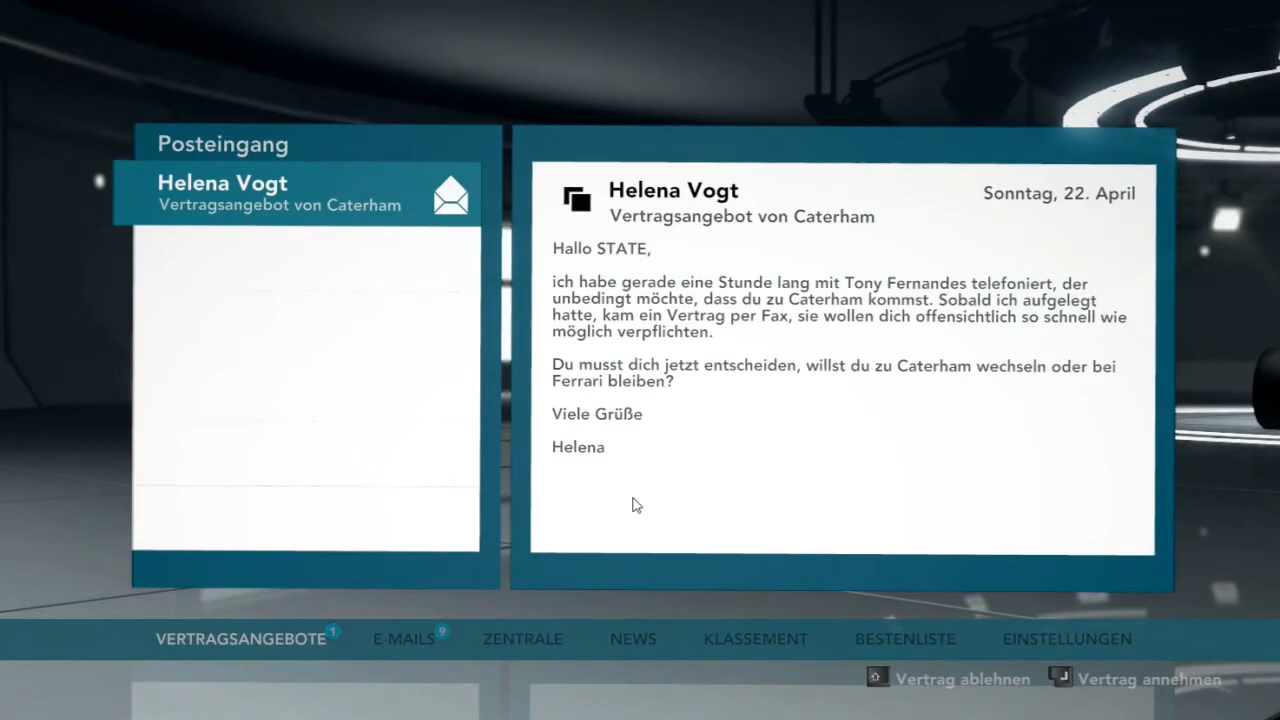 Posteingang
Helena Vogt
Vertragsangebot von Caterham
Helena Vogt
Sonntag, 22. April
Vertragsangebot von Caterham
Hallo STATE,
ich habe gerade eine Stunde lang mit Tony Fernandes telefoniert, der
unbedingt möchte, dass du zu Caterham kommst. Sobald ich aufgelegt
hatte, kam ein Vertrag per Fax, sie wollen dich offensichtlich so schnell wie
möglich verpflichten.
Du musst dich jetzt entscheiden, willst du zu Caterham wechseln oder bei
Ferrari bleiben?
Viele Grüße
Helena
VERTRAGSANGEBOTE 1 E-MAILS 9 ZENTRALE NEWS KLASSEMENT BESTENLISTE EINSTELLUNGEN
Vertrag ablehnen Vertrag annehmen